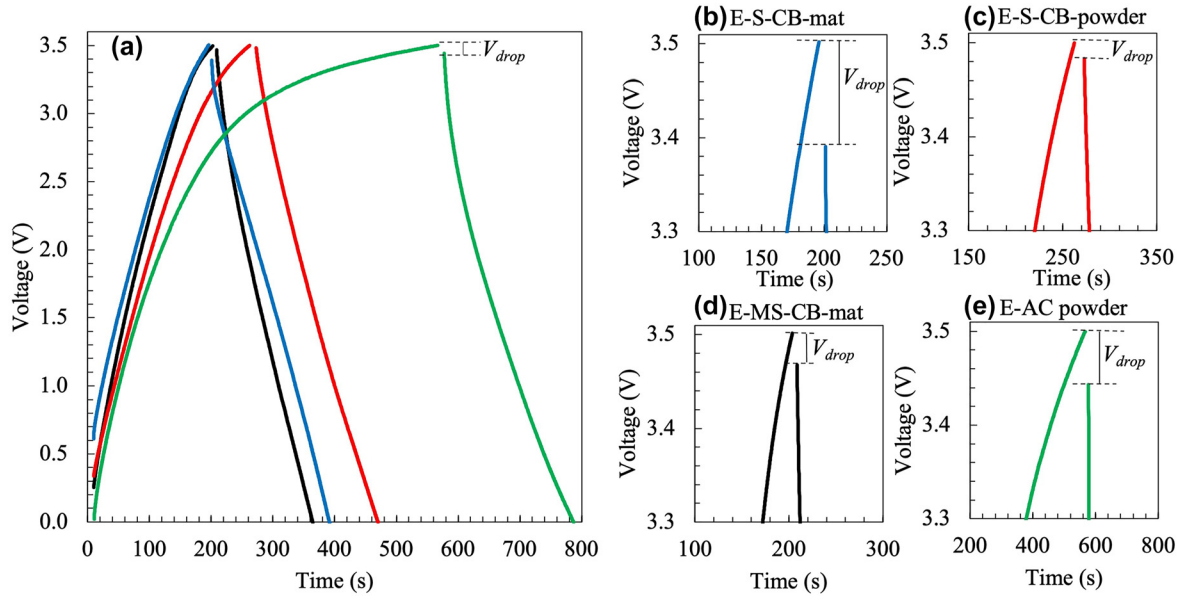 (a)
V_drop
3.5
3.0
2.5
2.0
1.5
1.0
0.5
0.0
Voltage (V)
0 100 200 300 400 500 600 700 800
Time (s)
(b) E-S-CB-mat
V_drop
3.5
3.4
3.3
Voltage (V)
100 150 200 250
Time (s)
(c) E-S-CB-powder
V_drop
3.5
3.4
3.3
Voltage (V)
150 250 350
Time (s)
(d) E-MS-CB-mat
V_drop
3.5
3.4
3.3
Voltage (V)
100 200 300
Time (s)
(e) E-AC powder
V_drop
3.5
3.4
3.3
Voltage (V)
200 400 600 800
Time (s)